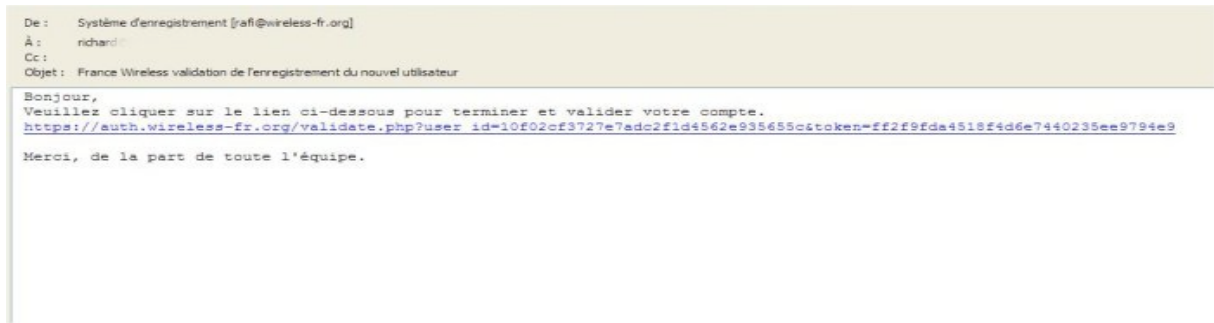 De : Système d'enregistrement [rafi@wireless-fr.org]
À : richard
Cc :
Objet : France Wireless validation de l'enregistrement du nouvel utilisateur
Bonjour,
Veuillez cliquer sur le lien ci-dessous pour terminer et valider votre compte.
https://auth.wireless-fr.org/validate.php?user_id=10f02cf3727e7adc2f1d4562e935655c&token=ff2f9fda4518f4d6e7440235ee9794e9
Merci, de la part de toute l'équipe.